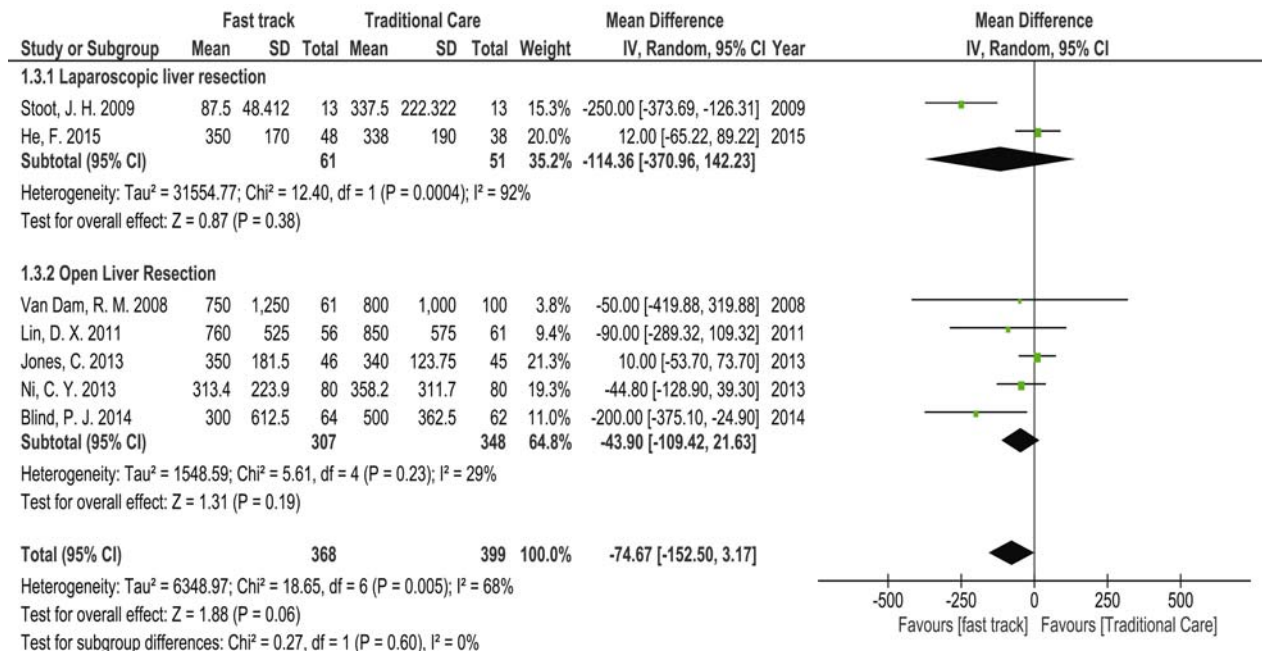 Fast track Traditional Care Mean Difference Mean Difference
Study or Subgroup Mean SD Total Mean SD Total Weight IV, Random, 95% CI Year IV, Random, 95% CI
1.3.1 Laparoscopic liver resection
Stoot, J. H. 2009 87.5 48.412 13 337.5 222.322 13 15.3% -250.00 [-373.69, -126.31] 2009
He, F. 2015 350 170 48 338 190 38 20.0% 12.00 [-65.22, 89.22] 2015
Subtotal (95% CI) 61 51 35.2% -114.36 [-370.96, 142.23]
Heterogeneity: Tau² = 31554.77; Chi² = 12.40, df = 1 (P = 0.0004); I² = 92%
Test for overall effect: Z = 0.87 (P = 0.38)
1.3.2 Open Liver Resection
Van Dam, R. M. 2008 750 1,250 61 800 1,000 100 3.8% -50.00 [-419.88, 319.88] 2008
Lin, D. X. 2011 760 525 56 850 575 61 9.4% -90.00 [-289.32, 109.32] 2011
Jones, C. 2013 350 181.5 46 340 123.75 45 21.3% 10.00 [-53.70, 73.70] 2013
Ni, C. Y. 2013 313.4 223.9 80 358.2 311.7 80 19.3% -44.80 [-128.90, 39.30] 2013
Blind, P. J. 2014 300 612.5 64 500 362.5 62 11.0% -200.00 [-375.10, -24.90] 2014
Subtotal (95% CI) 307 348 64.8% -43.90 [-109.42, 21.63]
Heterogeneity: Tau² = 1548.59; Chi² = 5.61, df = 4 (P = 0.23); I² = 29%
Test for overall effect: Z = 1.31 (P = 0.19)
Total (95% CI) 368 399 100.0% -74.67 [-152.50, 3.17]
Heterogeneity: Tau² = 6348.97; Chi² = 18.65, df = 6 (P = 0.005); I² = 68%
Test for overall effect: Z = 1.88 (P = 0.06)
Test for subgroup differences: Chi² = 0.27, df = 1 (P = 0.60), I² = 0%
-500 -250 0 250 500
Favours [fast track] Favours [Traditional Care]